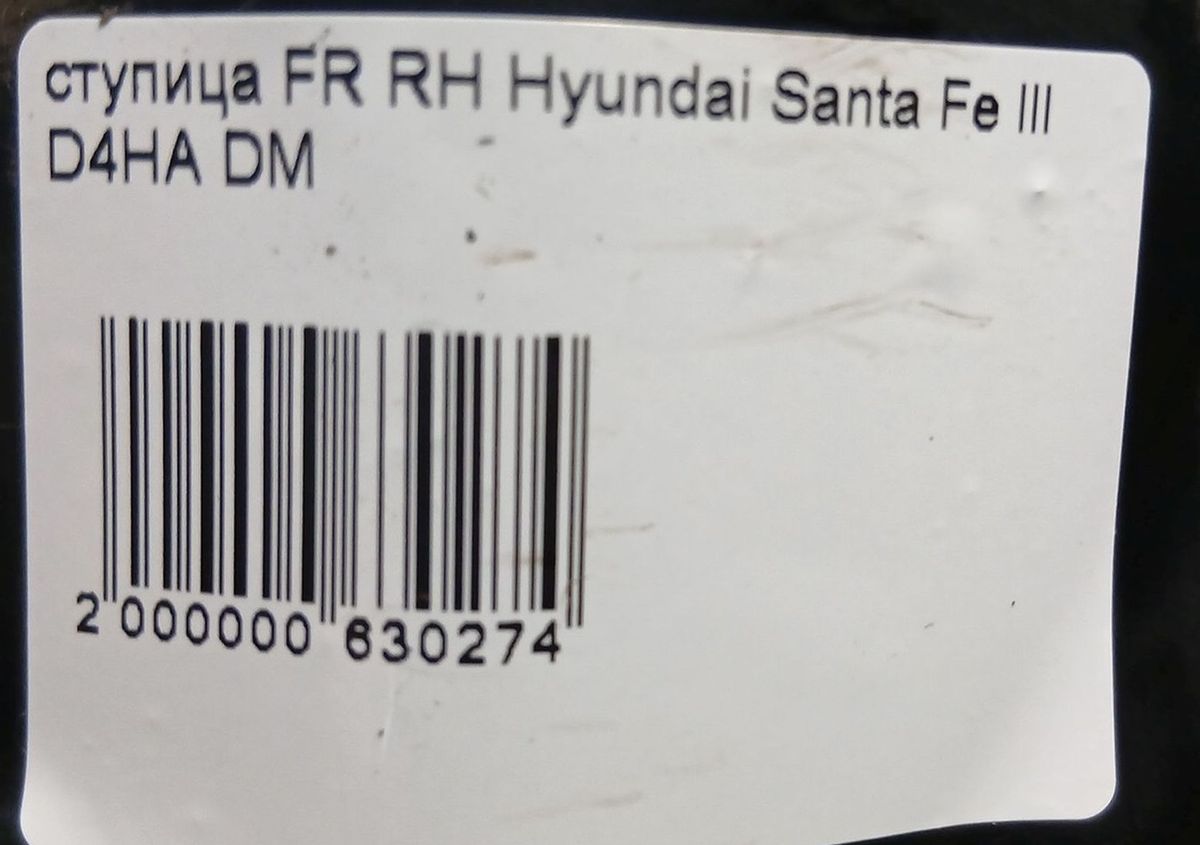 ступица FR RH Hyundai Santa Fe III
D4HA DM
2 000000 630274